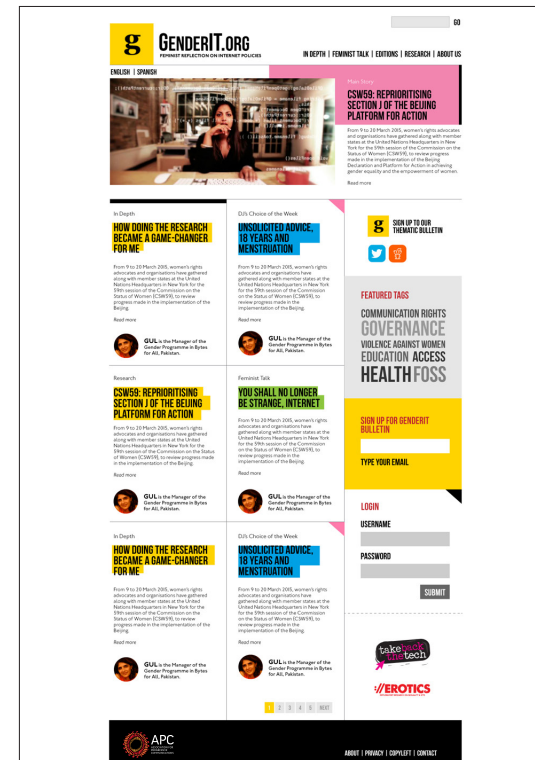 GO
g
GENDERIT.ORG
FEMINIST REFLECTION ON INTERNET POLICIES
IN DEPTH | FEMINIST TALK | EDITIONS | RESEARCH | ABOUT US
ENGLISH | SPANISH
Main Story
CSW59: REPRIORITISING
SECTION J OF THE BEIJING
PLATFORM FOR ACTION
From 9 to 20 March 2015, women's rights advocates
and organisations have gathered along with member
states at the United Nations Headquarters in New
York for the 59th session of the Commission on the
Status of Women (CSW59), to review progress
made in the implementation of the Beijing
Declaration and Platform for Action in achieving
gender equality and the empowerment of women.
Read more
In Depth
HOW DOING THE RESEARCH
BECAME A GAME-CHANGER
FOR ME
From 9 to 20 March 2015, women's rights
advocates and organisations have gathered
along with member states at the United
Nations Headquarters in New York for the
59th session of the Commission on the
Status of Women (CSW59), to review
progress made in the implementation of the
Beijing.
Read more
GUL is the Manager of the
Gender Programme in Bytes
for All, Pakistan.
DJ's Choice of the Week
UNSOLICITED ADVICE,
18 YEARS AND
MENSTRUATION
From 9 to 20 March 2015, women's rights
advocates and organisations have
gathered along with member states at the
United Nations Headquarters in New York
for the 59th session of the Commission
on the Status of Women (CSW59), to
review progress made in the
implementation of the Beijing.
Read more
GUL is the Manager of the
Gender Programme in Bytes
for All, Pakistan.
g
SIGN UP TO OUR
THEMATIC BULLETIN
FEATURED TAGS
COMMUNICATION RIGHTS
GOVERNANCE
VIOLENCE AGAINST WOMEN
EDUCATION ACCESS
HEALTH FOSS
Research
CSW59: REPRIORITISING
SECTION J OF THE BEIJING
PLATFORM FOR ACTION
From 9 to 20 March 2015, women's rights
advocates and organisations have gathered
along with member states at the United
Nations Headquarters in New York for the
59th session of the Commission on the Status
of Women (CSW59), to review progress made
in the implementation of the Beijing.
Read more
GUL is the Manager of the
Gender Programme in Bytes
for All, Pakistan.
Feminist Talk
YOU SHALL NO LONGER
BE STRANGE, INTERNET
From 9 to 20 March 2015, women's rights
advocates and organisations have
gathered along with member states at the
United Nations Headquarters in New York
for the 59th session of the Commission
on the Status of Women (CSW59), to
review progress made in the
implementation of the Beijing.
Read more
GUL is the Manager of the
Gender Programme in Bytes
for All, Pakistan.
SIGN UP FOR GENDERIT
BULLETIN
TYPE YOUR EMAIL
LOGIN
USERNAME
PASSWORD
SUBMIT
In Depth
HOW DOING THE RESEARCH
BECAME A GAME-CHANGER
FOR ME
From 9 to 20 March 2015, women's rights
advocates and organisations have gathered
along with member states at the United
Nations Headquarters in New York for the
59th session of the Commission on the
Status of Women (CSW59), to review
progress made in the implementation of the
Beijing.
Read more
GUL is the Manager of the
Gender Programme in Bytes
for All, Pakistan.
DJ's Choice of the Week
UNSOLICITED ADVICE,
18 YEARS AND
MENSTRUATION
From 9 to 20 March 2015, women's rights
advocates and organisations have
gathered along with member states at the
United Nations Headquarters in New York
for the 59th session of the Commission
on the Status of Women (CSW59), to
review progress made in the
implementation of the Beijing.
Read more
GUL is the Manager of the
Gender Programme in Bytes
for All, Pakistan.
take back
the tech
://EROTICS
1 2 3 4 5 NEXT
APC
ABOUT | PRIVACY | COPYLEFT | CONTACT